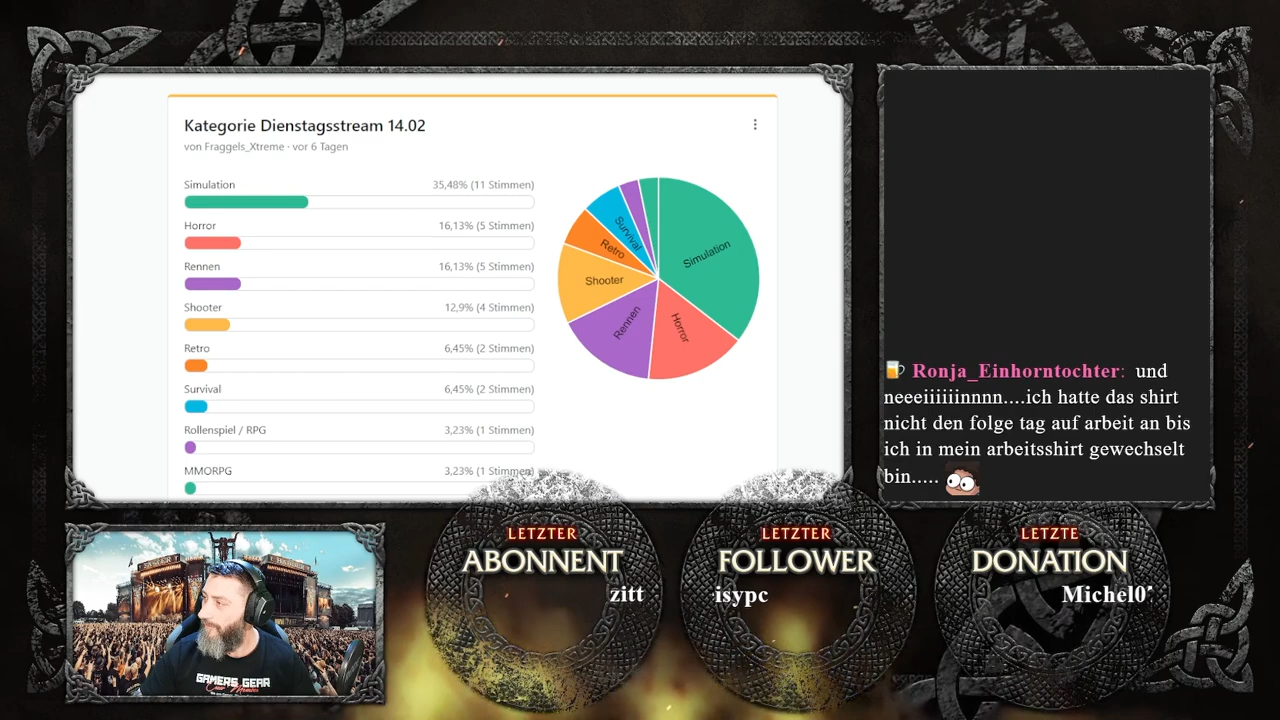 Kategorie Dienstagsstream 14.02
von Fraggels_Xtreme · vor 6 Tagen
Simulation 35,48% (11 Stimmen)
Horror 16,13% (5 Stimmen)
Rennen 16,13% (5 Stimmen)
Shooter 12,9% (4 Stimmen)
Retro 6,45% (2 Stimmen)
Survival 6,45% (2 Stimmen)
Rollenspiel / RPG 3,23% (1 Stimmen)
MMORPG 3,23% (1 Stimmen)
Simulation
Horror
Rennen
Shooter
Retro
Survival
Ronja_Einhorntochter: und
neeeiiiiiinnnn....ich hatte das shirt
nicht den folge tag auf arbeit an bis
ich in mein arbeitsshirt gewechselt
bin.....
LETZTER
ABONNENT
zitt
LETZTER
FOLLOWER
isypc
LETZTE
DONATION
Michel0
GAMERS GEAR